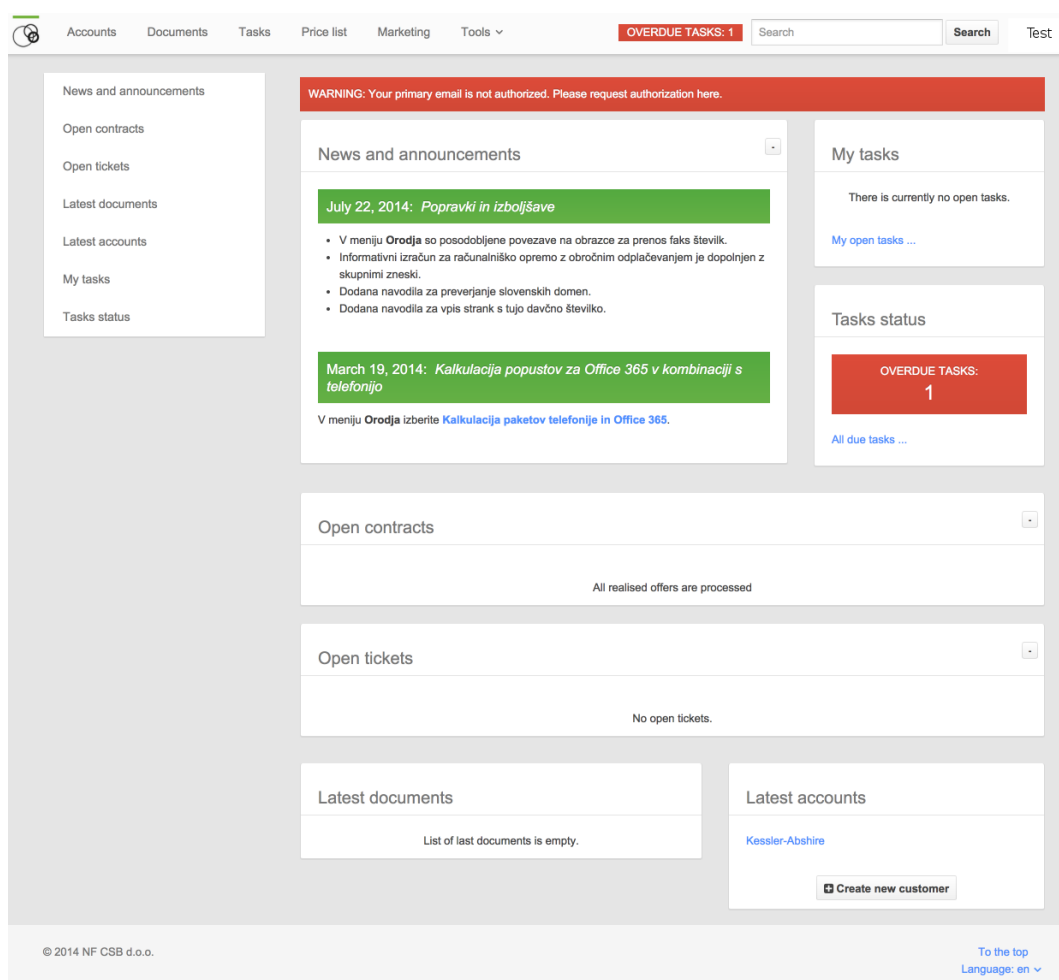 Accounts Documents Tasks Price list Marketing Tools OVERDUE TASKS: 1 Search Search Test
News and announcements
Open contracts
Open tickets
Latest documents
Latest accounts
My tasks
Tasks status
WARNING: Your primary email is not authorized. Please request authorization here.
News and announcements
-
July 22, 2014: Popravki in izboljšave
• V meniju Orodja so posodobljene povezave na obrazce za prenos faks številk.
• Informativni izračun za računalniško opremo z obročnim odplačevanjem je dopolnjen z
skupnimi zneski.
• Dodana navodila za preverjanje slovenskih domen.
• Dodana navodila za vpis strank s tujo davčno številko.
March 19, 2014: Kalkulacija popustov za Office 365 v kombinaciji s
telefonijo
V meniju Orodja izberite Kalkulacija paketov telefonije in Office 365.
My tasks
There is currently no open tasks.
My open tasks ...
Tasks status
OVERDUE TASKS:
1
All due tasks ...
Open contracts
-
All realised offers are processed
Open tickets
-
No open tickets.
Latest documents
List of last documents is empty.
Latest accounts
Kessler-Abshire
Create new customer
© 2014 NF CSB d.o.o.
To the top
Language: en